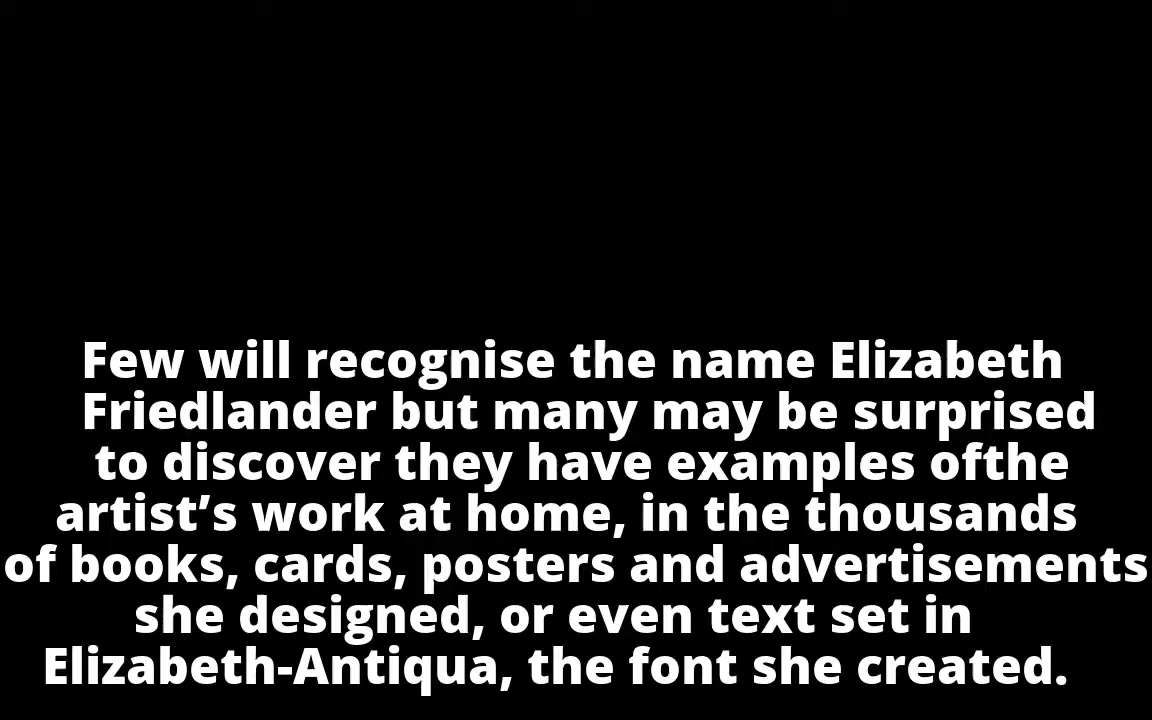 Few will recognise the name Elizabeth
Friedlander but many may be surprised
to discover they have examples ofthe
artist’s work at home, in the thousands
of books, cards, posters and advertisements
she designed, or even text set in
Elizabeth-Antiqua, the font she created.